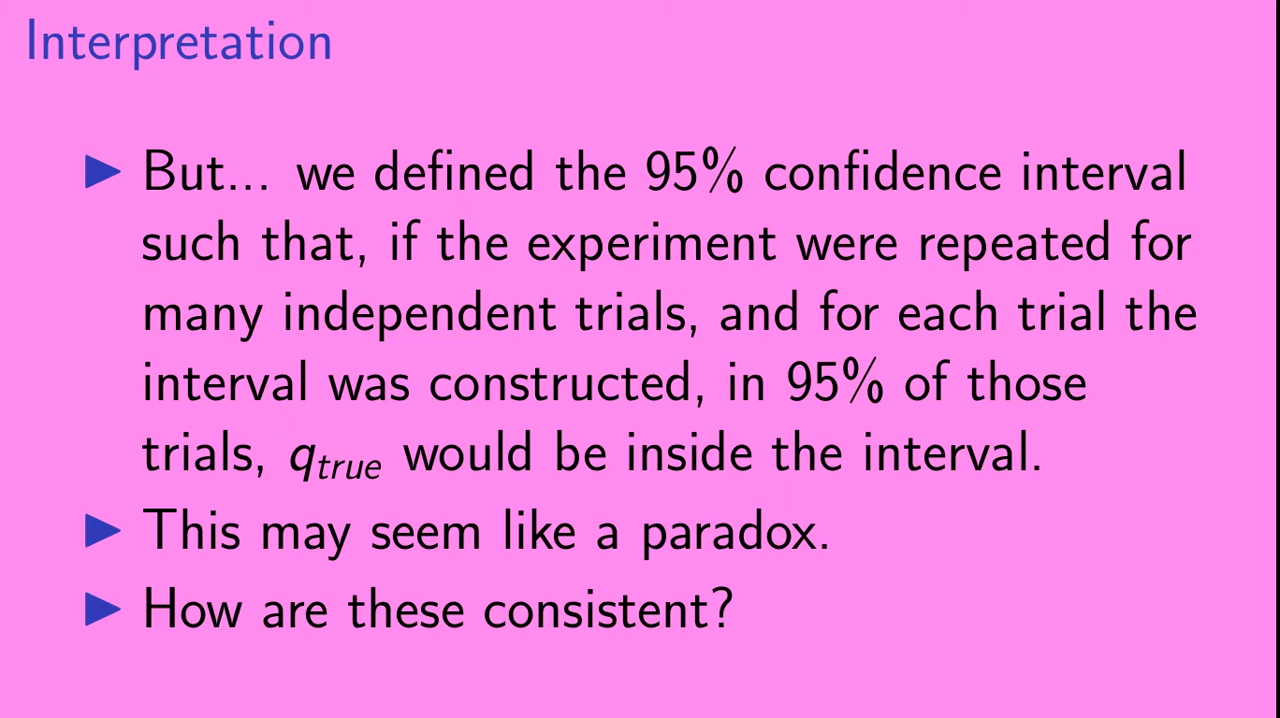 Interpretation
▶ But... we defined the 95% confidence interval
such that, if the experiment were repeated for
many independent trials, and for each trial the
interval was constructed, in 95% of those
trials, q_true would be inside the interval.
▶ This may seem like a paradox.
▶ How are these consistent?